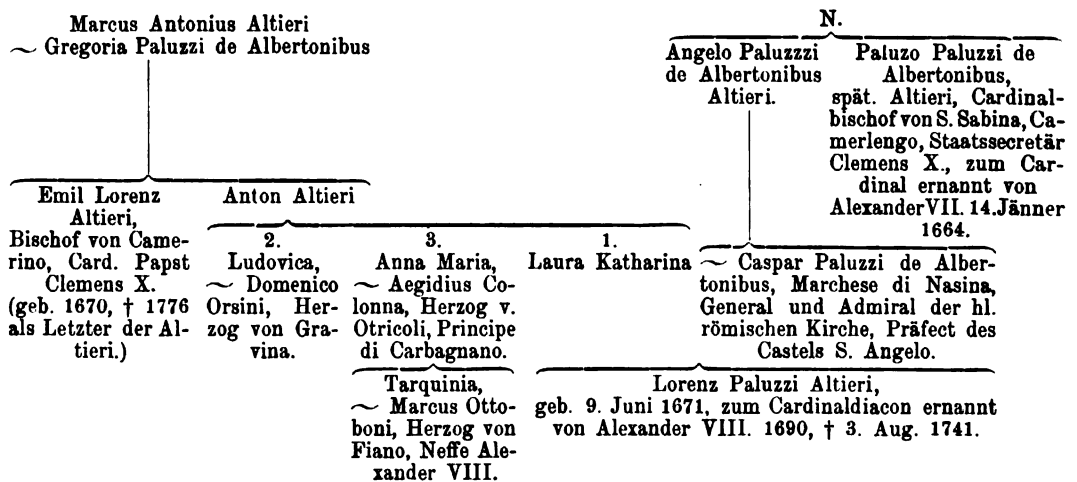 Marcus Antonius Altieri
~ Gregoria Paluzzi de Albertonibus
N.
Angelo Paluzzzi
de Albertonibus
Altieri.
Paluzo Paluzzi de
Albertonibus,
spät. Altieri, Cardinal-
bischof von S. Sabina, Ca-
merlengo, Staatssecretär
Clemens X., zum Car-
dinal ernannt von
Alexander VII. 14. Jänner
1664.
Emil Lorenz
Altieri,
Bischof von Came-
rino, Card. Papst
Clemens X.
(geb. 1670, † 1776
als Letzter der Al-
tieri.)
Anton Altieri
2.
Ludovica,
~ Domenico
Orsini, Her-
zog von Gra-
vina.
3.
Anna Maria,
~ Aegidius Co-
lonna, Herzog v.
Otricoli, Principe
di Carbagnano.
1.
Laura Katharina
~ Caspar Paluzzi de Alber-
tonibus, Marchese di Nasina,
General und Admiral der hl.
römischen Kirche, Präfect des
Castels S. Angelo.
Tarquinia,
~ Marcus Otto-
boni, Herzog von
Fiano, Neffe Ale-
xander VIII.
Lorenz Paluzzi Altieri,
geb. 9. Juni 1671, zum Cardinaldiacon ernannt
von Alexander VIII. 1690, † 3. Aug. 1741.